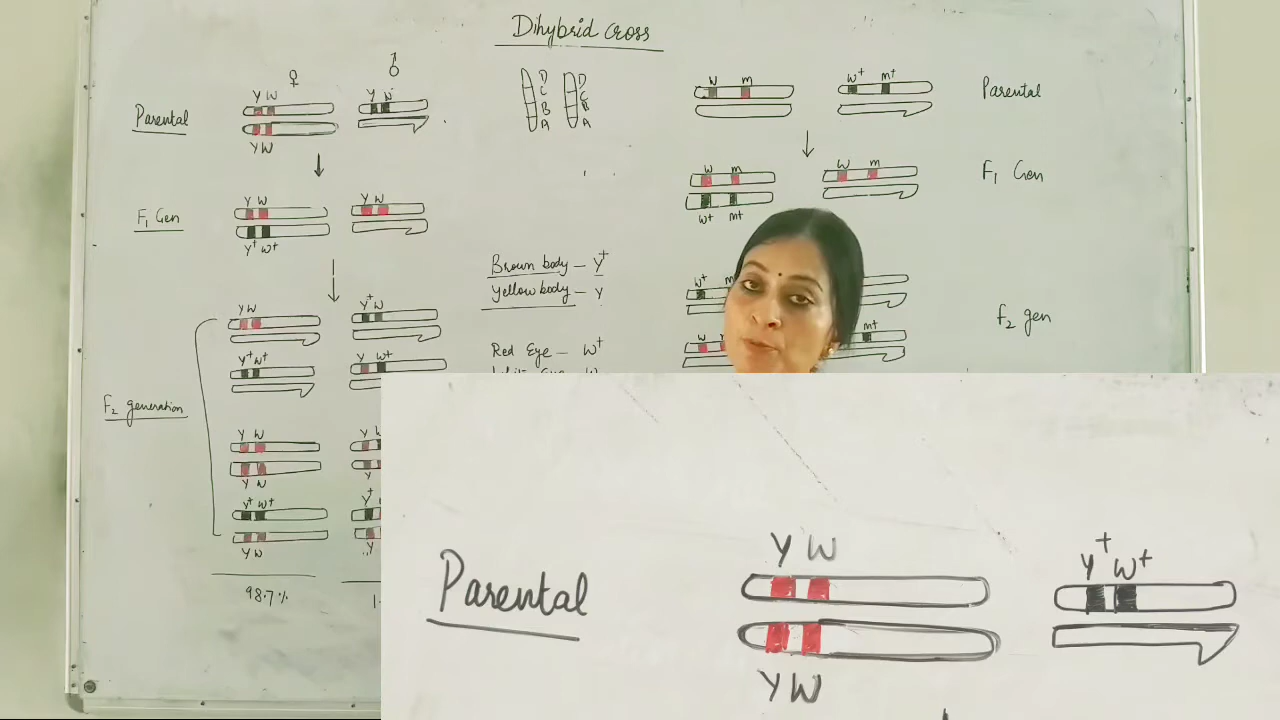 Dihybrid cross
♀
♂
Parental
Y W
Y W
Y W
D
C
B
A
D
C
B
A
W m
W+ m+
Parental
F1 Gen
Y W
Y+ W+
Y W
W m
W+ m+
W m
F1 Gen
Brown body – Y+
Yellow body – Y
Red Eye – W+
F2 generation
Y W
Y+ W
Y+ W+
Y W+
Y W
Y W
Y+ W+
Y W
Y W
Y
Y+
Y
98.7%
W+ m
W
m+
F2 gen
Parental
Y W
Y W
Y+ W+